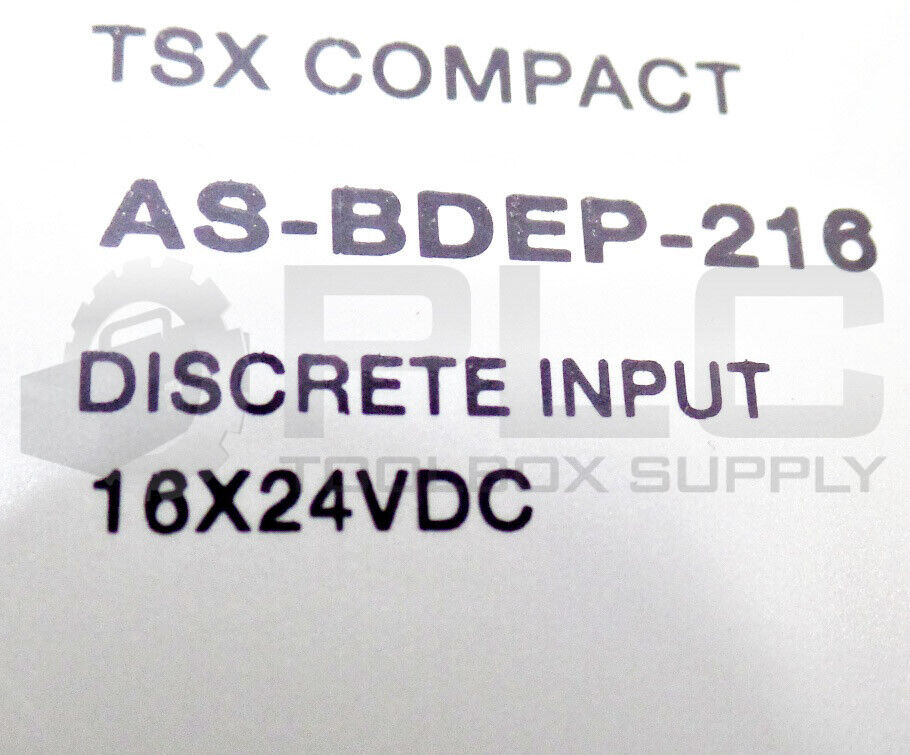 TSX COMPACT
AS-BDEP-216
DISCRETE INPUT
16X24VDC
PLC
TOOLBOX SUPPLY